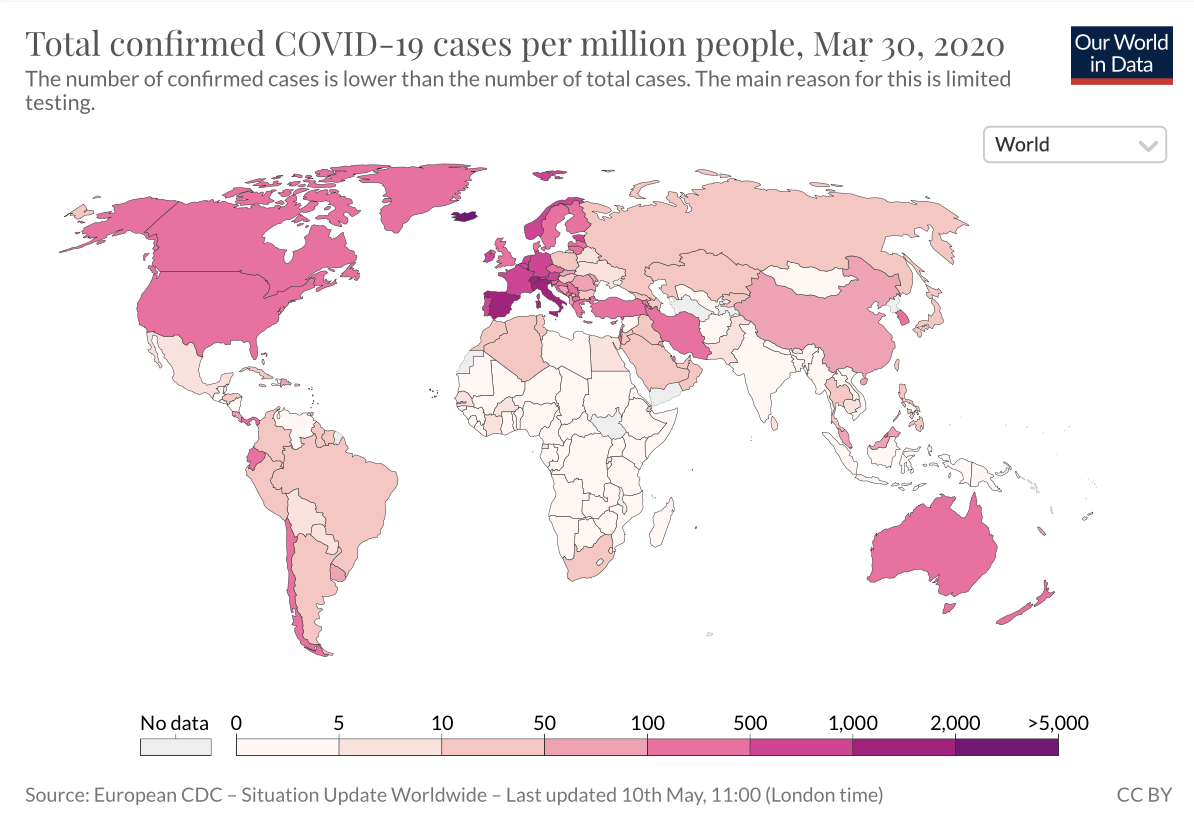 Total confirmed COVID-19 cases per million people, Mar 30, 2020
Our World
in Data
The number of confirmed cases is lower than the number of total cases. The main reason for this is limited
testing.
World
No data 0 5 10 50 100 500 1,000 2,000 >5,000
Source: European CDC – Situation Update Worldwide – Last updated 10th May, 11:00 (London time)
CC BY